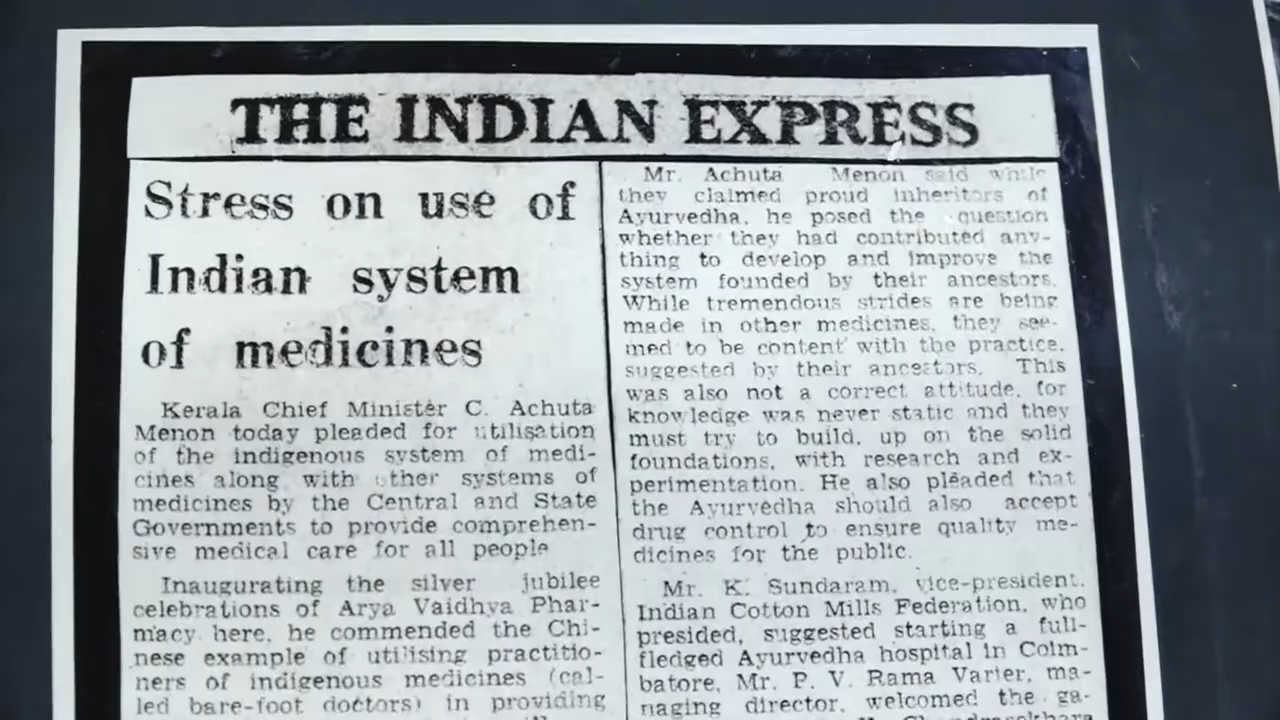 THE INDIAN EXPRESS
Stress on use of
Indian system
of medicines
Kerala Chief Minister C. Achuta
Menon today pleaded for utilisation
of the indigenous system of medi-
cines along with other systems of
medicines by the Central and State
Governments to provide comprehen-
sive medical care for all people
Inaugurating the silver jubilee
celebrations of Arya Vaidhya Phar-
macy here, he commended the Chi-
nese example of utilising practitio-
ners of indigenous medicines (cal-
led bare-foot doctors) in providing
Mr. Achuta Menon said while
they claimed proud inheritors of
Ayurvedha, he posed the question
whether they had contributed any-
thing to develop and improve the
system founded by their ancestors.
While tremendous strides are being
made in other medicines, they see-
med to be content with the practice,
suggested by their ancestors. This
was also not a correct attitude, for
knowledge was never static and they
must try to build, up on the solid
foundations, with research and ex-
perimentation. He also pleaded that
the Ayurvedha should also accept
drug control to ensure quality me-
dicines for the public.
Mr. K. Sundaram, vice-president,
Indian Cotton Mills Federation, who
presided, suggested starting a full-
fledged Ayurvedha hospital in Coim-
batore, Mr. P. V. Rama Varier, ma-
naging director, welcomed the ga-